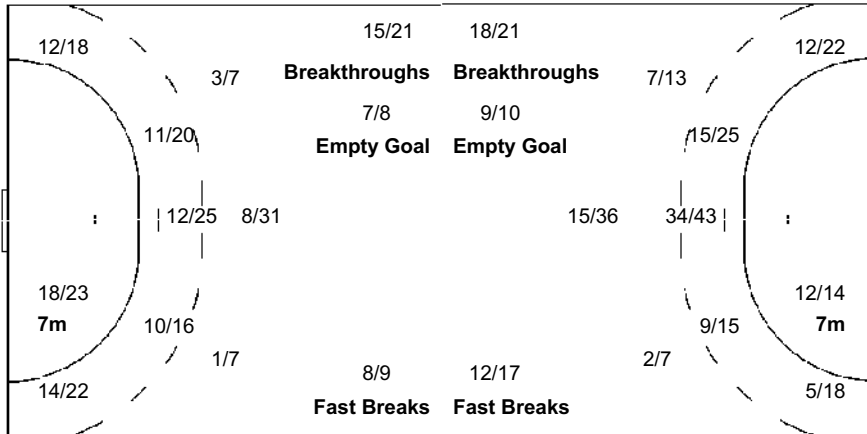 15/21 18/21
12/18 12/22
Breakthroughs Breakthroughs
3/7 7/13
7/8 9/10
11/20 15/25
Empty Goal Empty Goal
12/25 8/31 15/36 34/43
18/23 12/14
7m 7m
10/16 9/15
1/7 2/7
8/9 12/17
14/22 5/18
Fast Breaks Fast Breaks